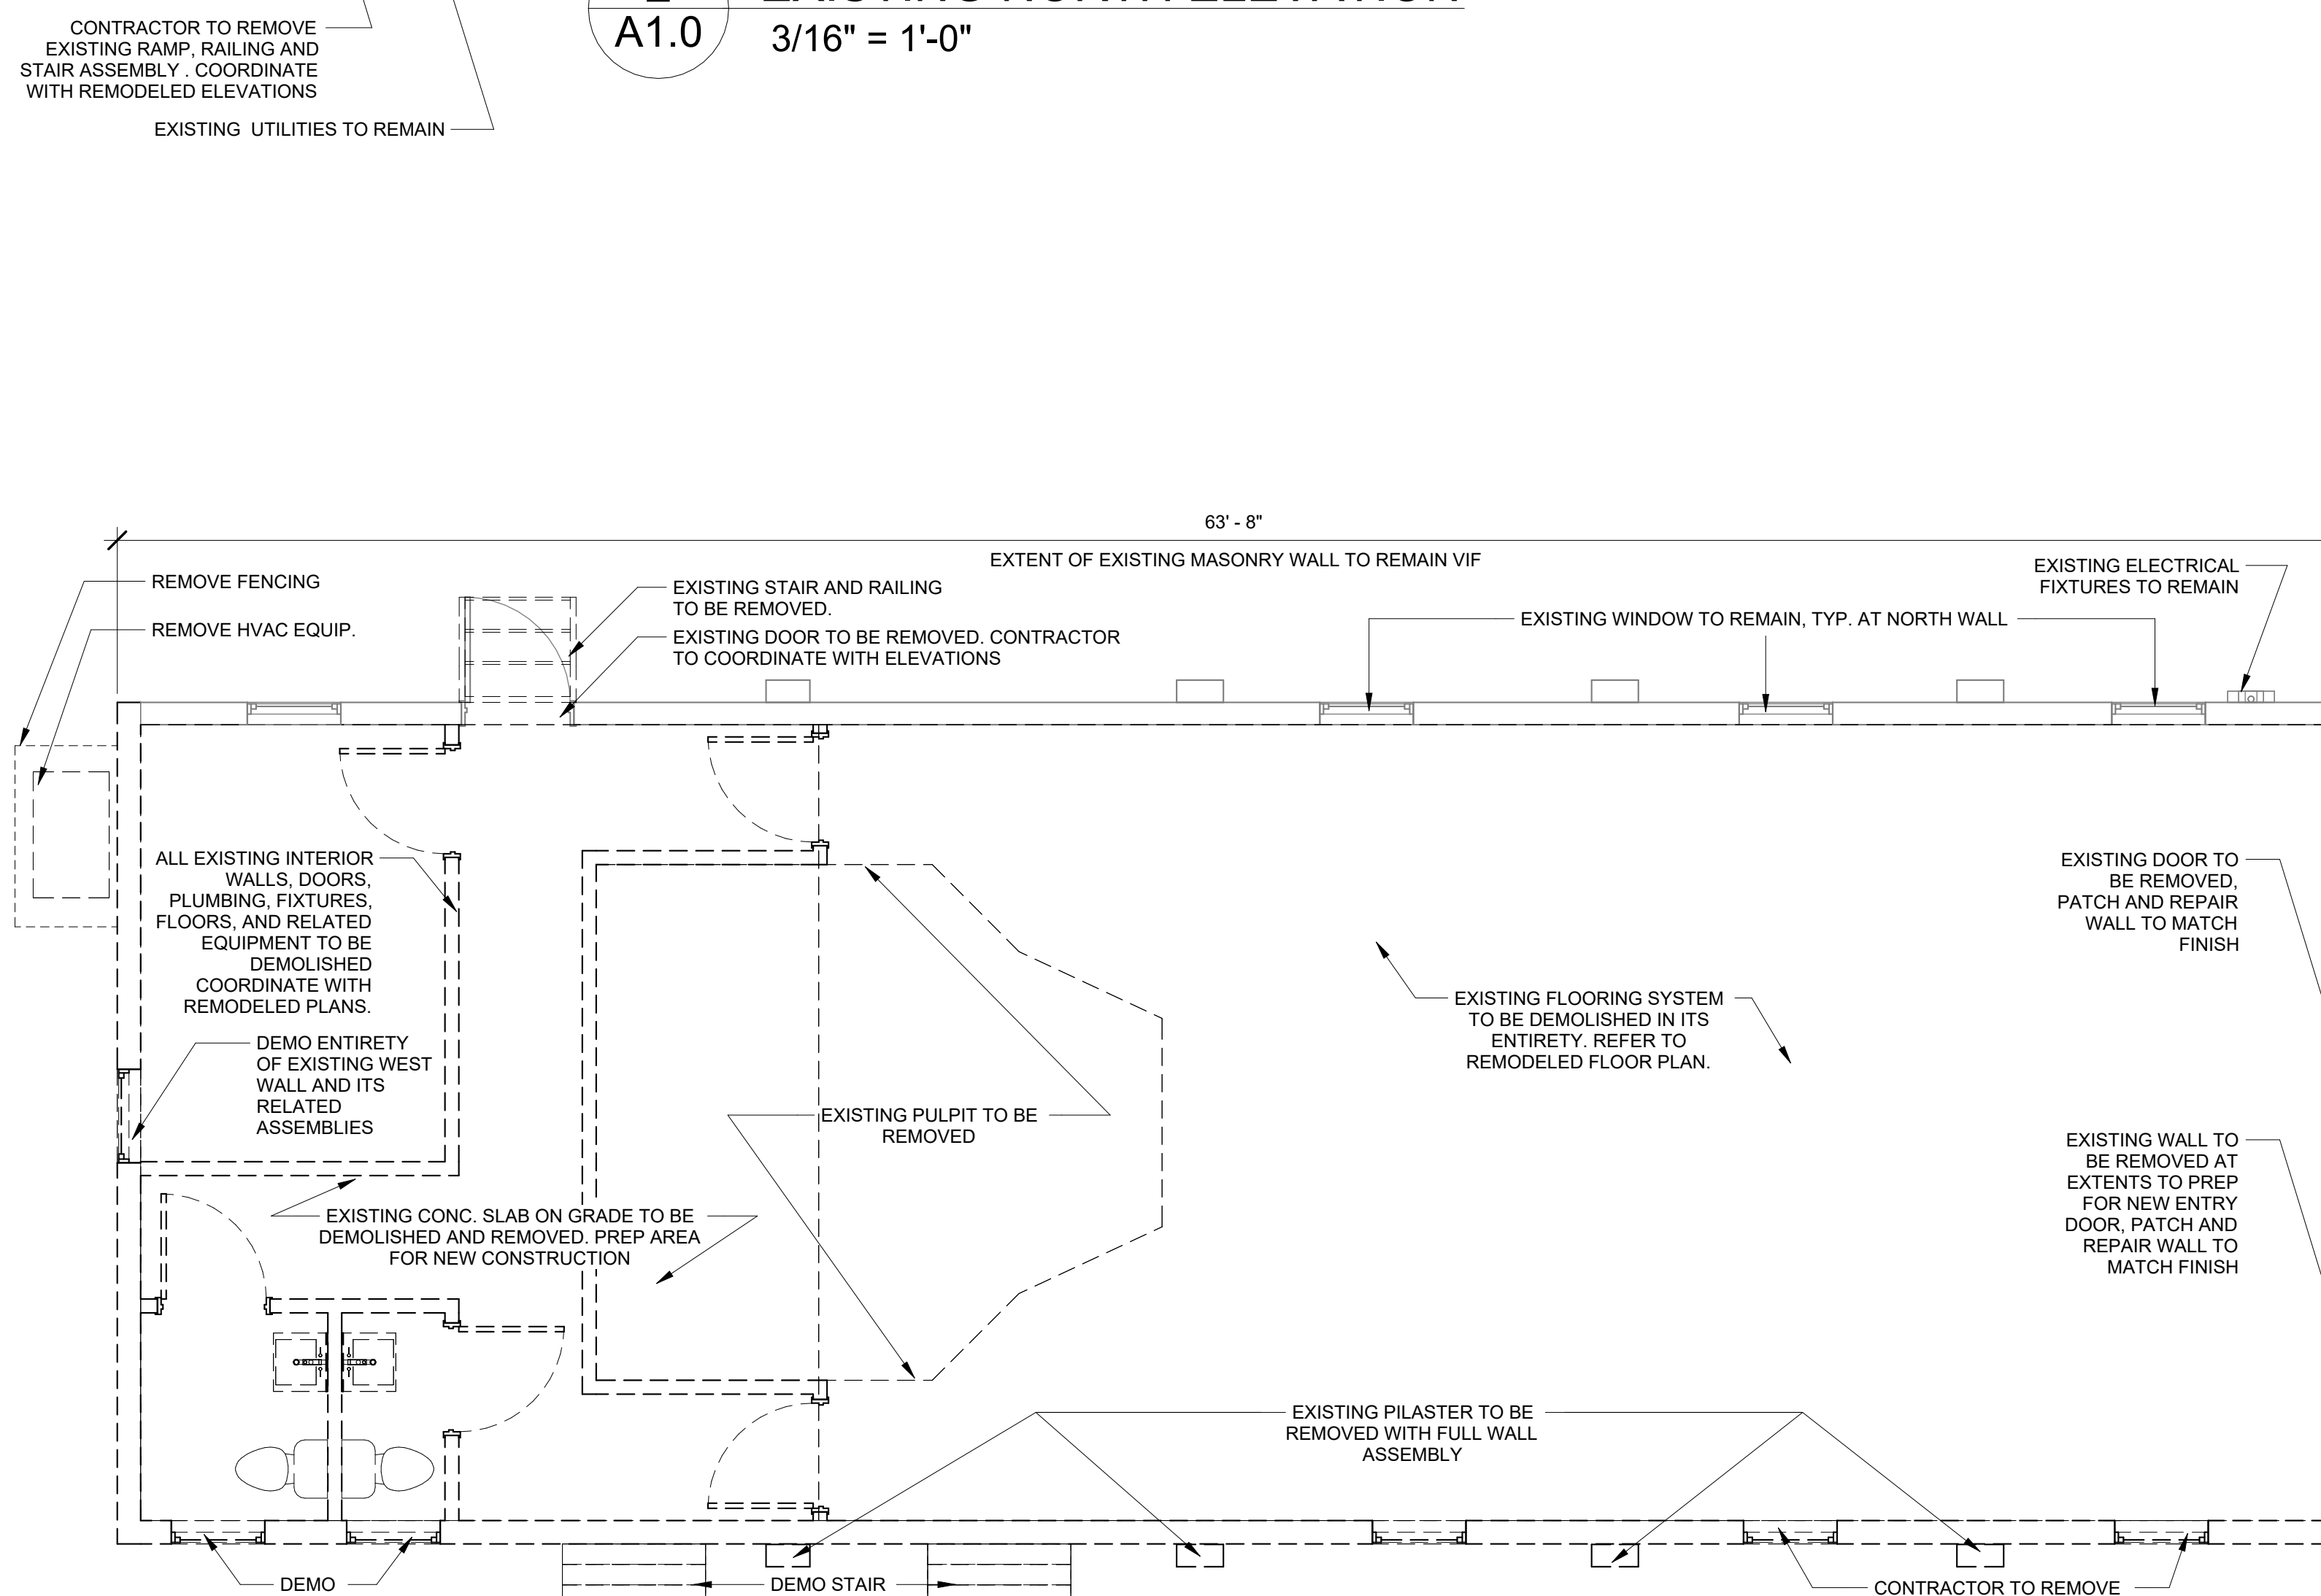 CONTRACTOR TO REMOVE
EXISTING RAMP, RAILING AND
STAIR ASSEMBLY . COORDINATE
WITH REMODELED ELEVATIONS
EXISTING  UTILITIES TO REMAIN
EXISTING NORTH ELEVATION
A1.0
3/16" = 1'-0"
63' - 8"
EXTENT OF EXISTING MASONRY WALL TO REMAIN VIF
REMOVE FENCING
REMOVE HVAC EQUIP.
EXISTING STAIR AND RAILING
TO BE REMOVED.
EXISTING DOOR TO BE REMOVED. CONTRACTOR
TO COORDINATE WITH ELEVATIONS
EXISTING WINDOW TO REMAIN, TYP. AT NORTH WALL
EXISTING ELECTRICAL
FIXTURES TO REMAIN
ALL EXISTING INTERIOR
WALLS, DOORS,
PLUMBING, FIXTURES,
FLOORS, AND RELATED
EQUIPMENT TO BE
DEMOLISHED
COORDINATE WITH
REMODELED PLANS.
DEMO ENTIRETY
OF EXISTING WEST
WALL AND ITS
RELATED
ASSEMBLIES
EXISTING PULPIT TO BE
REMOVED
EXISTING FLOORING SYSTEM
TO BE DEMOLISHED IN ITS
ENTIRETY. REFER TO
REMODELED FLOOR PLAN.
EXISTING DOOR TO
BE REMOVED,
PATCH AND REPAIR
WALL TO MATCH
FINISH
EXISTING WALL TO
BE REMOVED AT
EXTENTS TO PREP
FOR NEW ENTRY
DOOR, PATCH AND
REPAIR WALL TO
MATCH FINISH
EXISTING CONC. SLAB ON GRADE TO BE
DEMOLISHED AND REMOVED. PREP AREA
FOR NEW CONSTRUCTION
EXISTING PILASTER TO BE
REMOVED WITH FULL WALL
ASSEMBLY
DEMO
DEMO STAIR
CONTRACTOR TO REMOVE